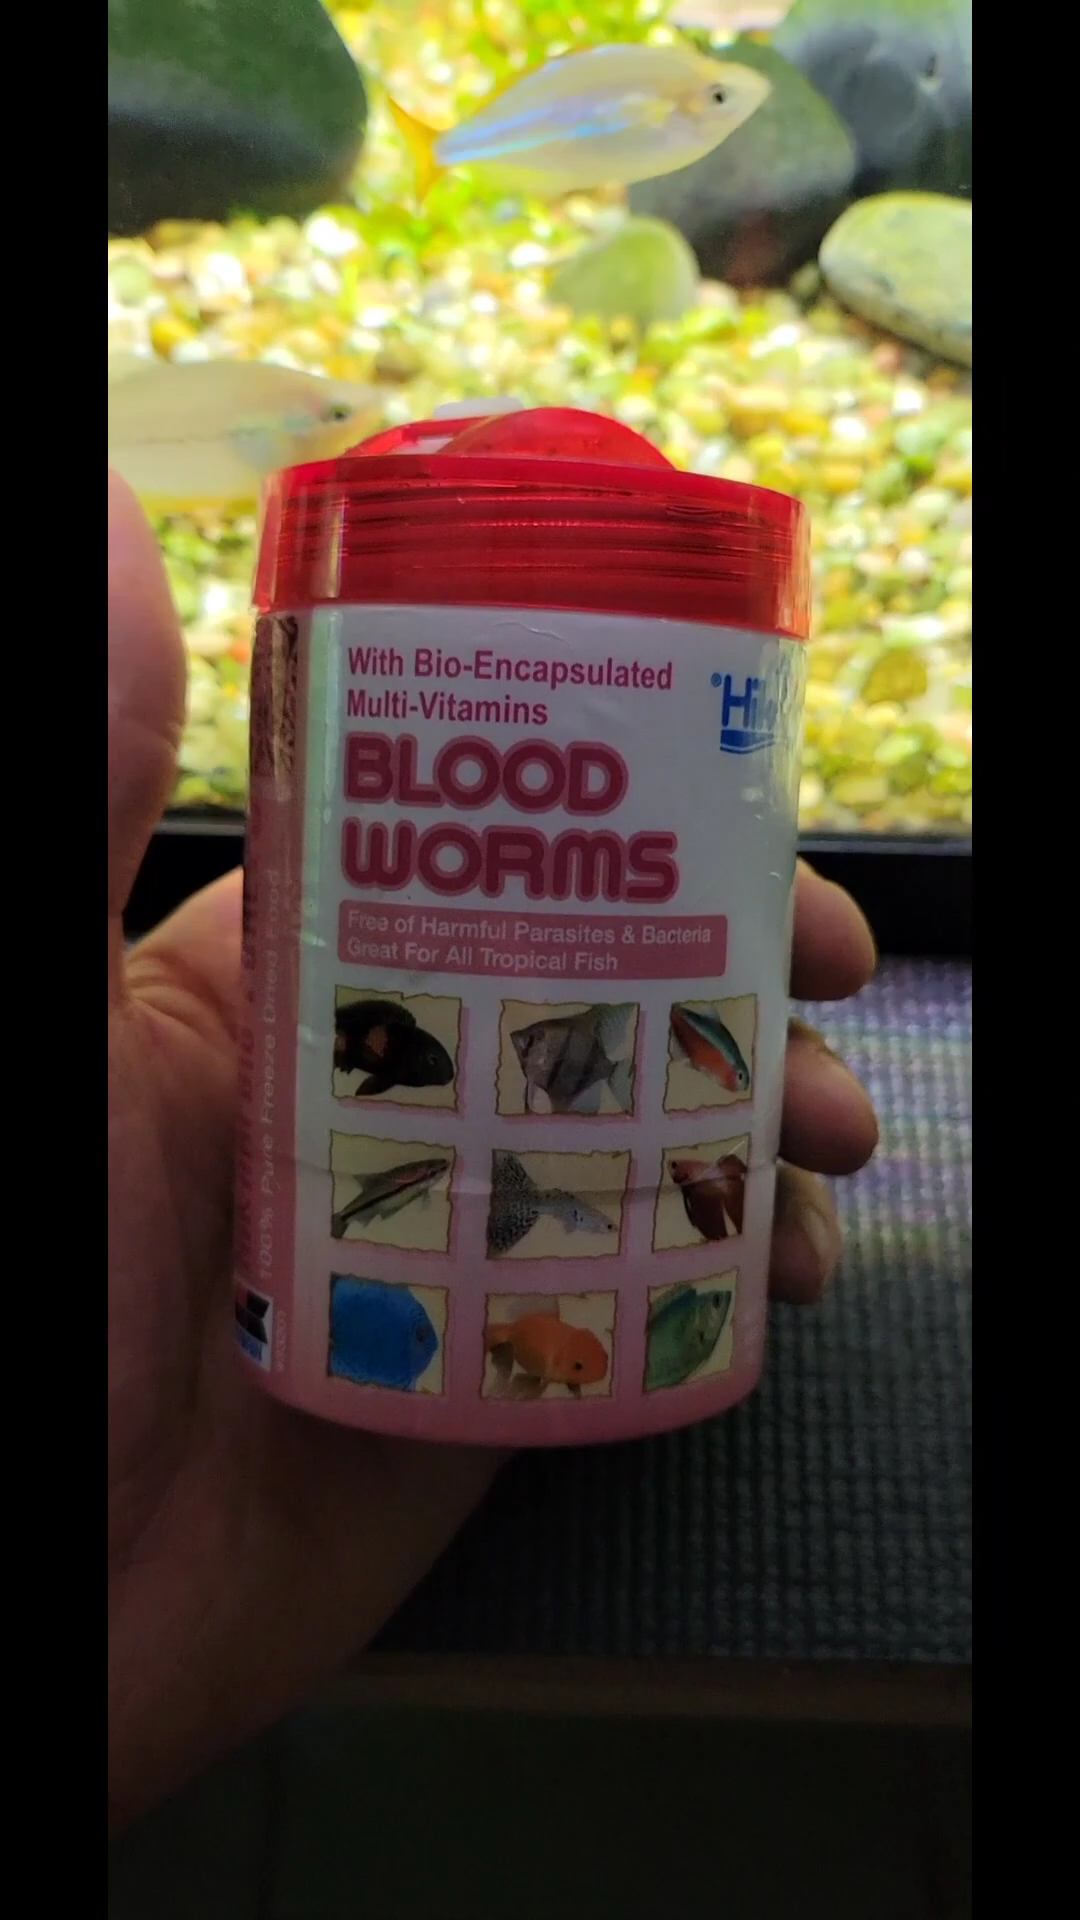 With Bio-Encapsulated
Multi-Vitamins
BLOOD
WORMS
Free of Harmful Parasites & Bacteria
Great For All Tropical Fish
100% Pure Freeze Dried Food